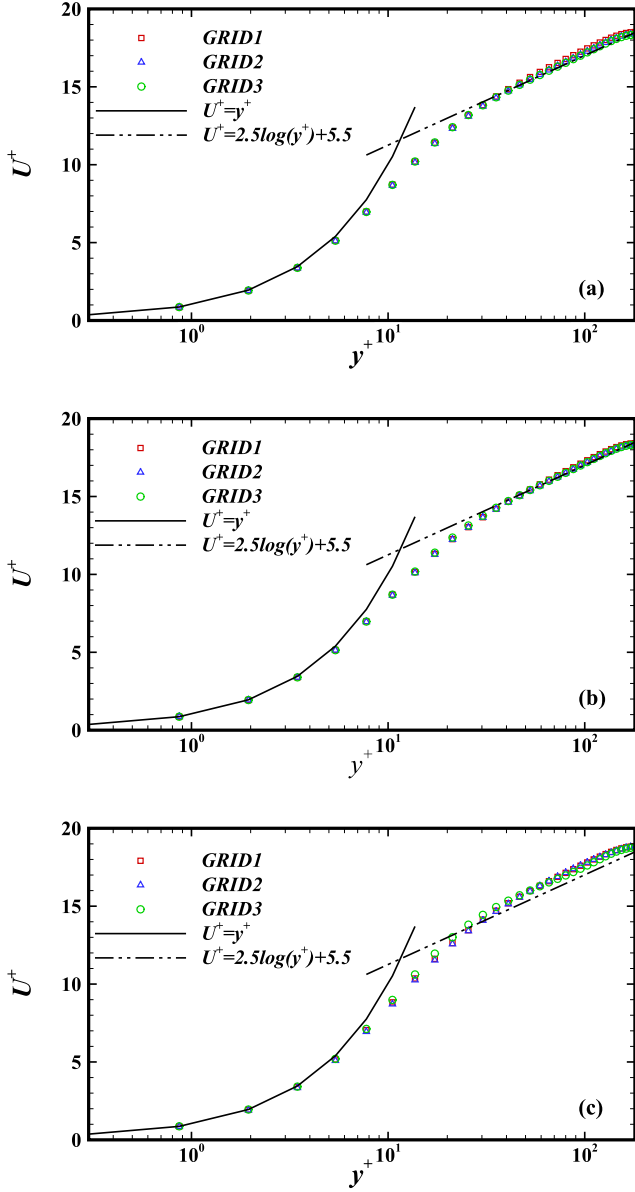 20
GRID1
GRID2
15
GRID3
U+=y+
U+=2.5log(y+)+5.5
U+
10
5
(a)
0
10⁰
10¹
10²
y+
20
GRID1
GRID2
15
GRID3
U+=y+
U+=2.5log(y+)+5.5
U+
10
5
(b)
0
10⁰
10¹
10²
y+
20
GRID1
GRID2
15
GRID3
U+=y+
U+=2.5log(y+)+5.5
U+
10
5
(c)
0
10⁰
10¹
10²
y+